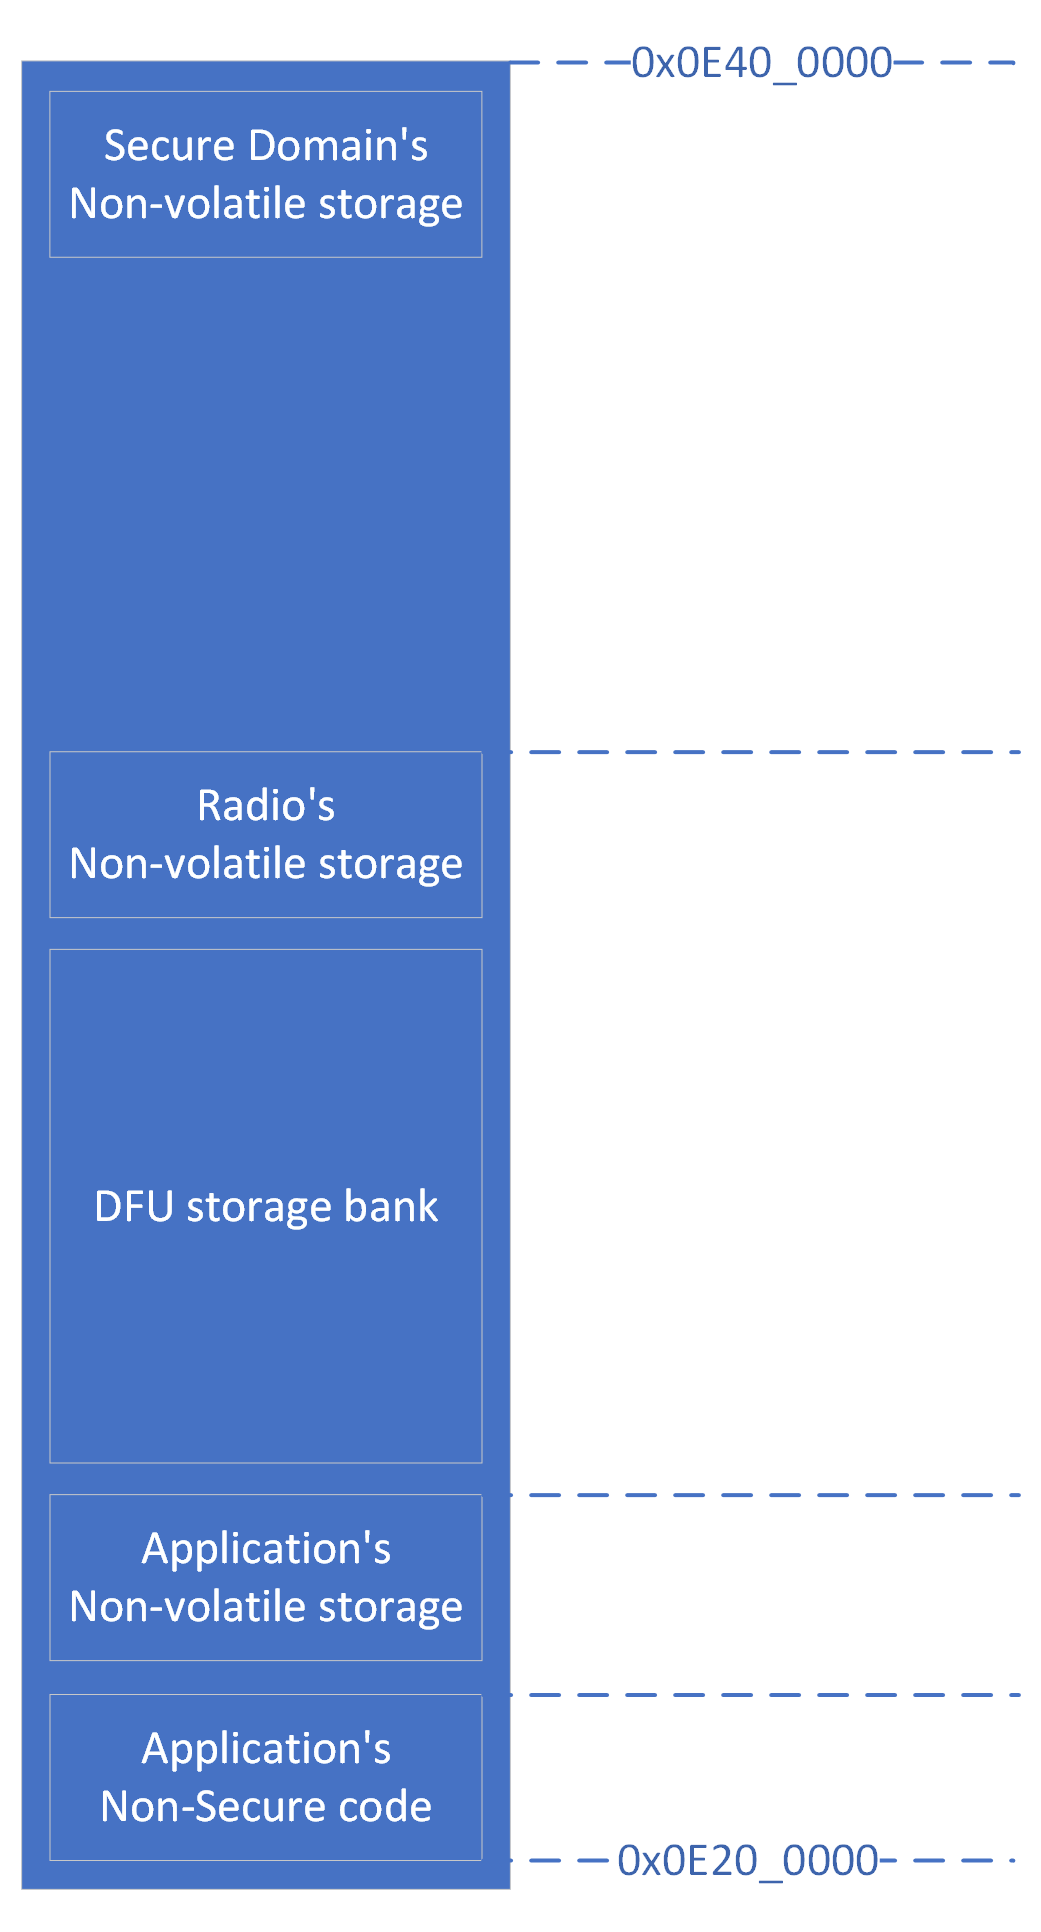 0x0E40_0000
Secure Domain's
Non-volatile storage
Radio's
Non-volatile storage
DFU storage bank
Application's
Non-volatile storage
Application's
Non-Secure code
0x0E20_0000